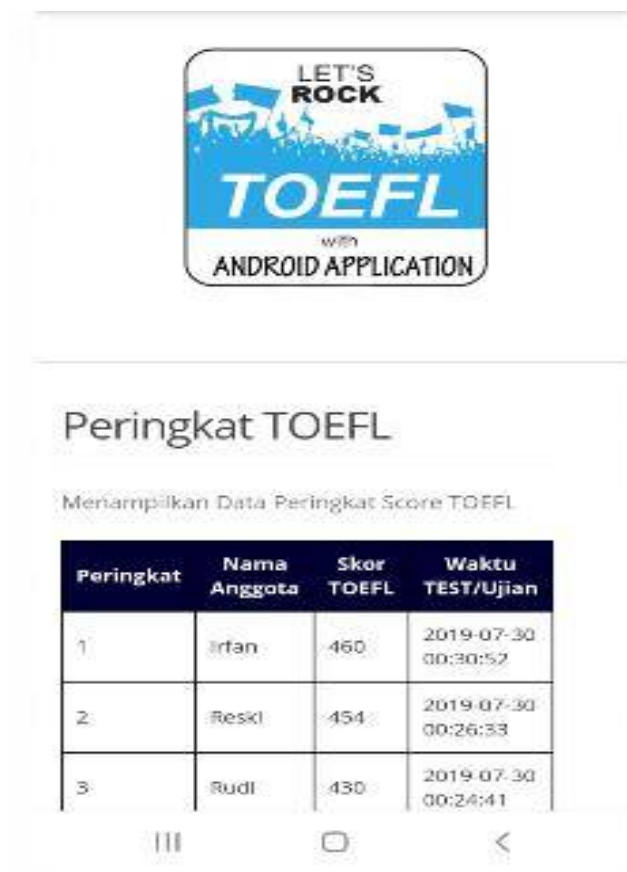 LET'S
ROCK
TOEFL
with
ANDROID APPLICATION
Peringkat TOEFL
Menampilkan Data Peringkat Score TOEFL
Peringkat Nama Anggota Skor TOEFL Waktu TEST/Ujian
1 Irfan 460 2019-07-30 00:30:52
2 Reski 454 2019-07-30 00:26:33
3 Rudi 430 2019-07-30 00:24:41